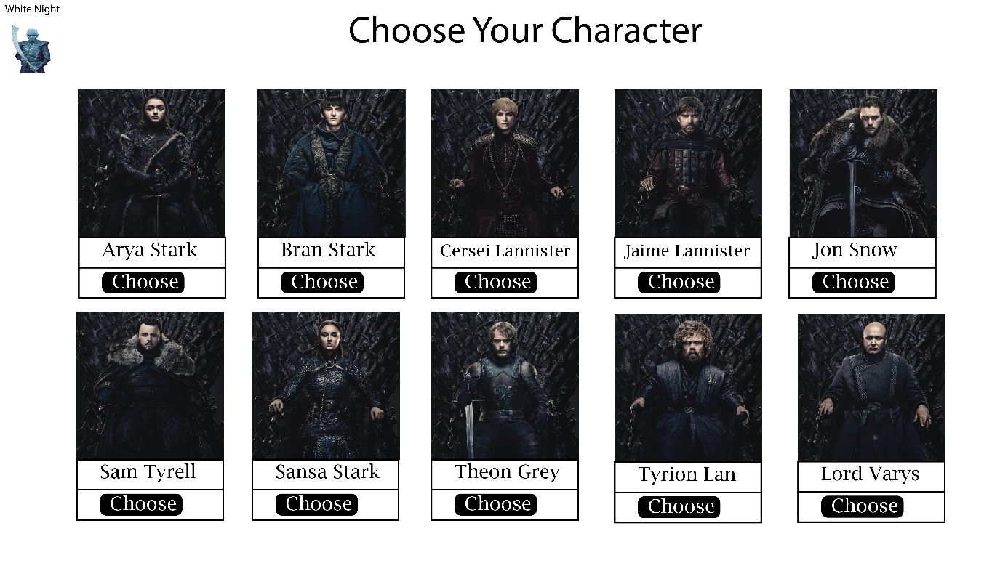 White Night
Choose Your Character
Arya Stark
Choose
Bran Stark
Choose
Cersei Lannister
Choose
Jaime Lannister
Choose
Jon Snow
Choose
Sam Tyrell
Choose
Sansa Stark
Choose
Theon Grey
Choose
Tyrion Lan
Choose
Lord Varys
Choose